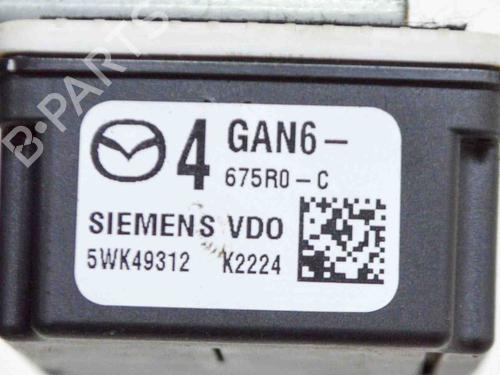 4 GAN6-
675R0-C
SIEMENS VDO
5WK49312 K2224
B-PARTS